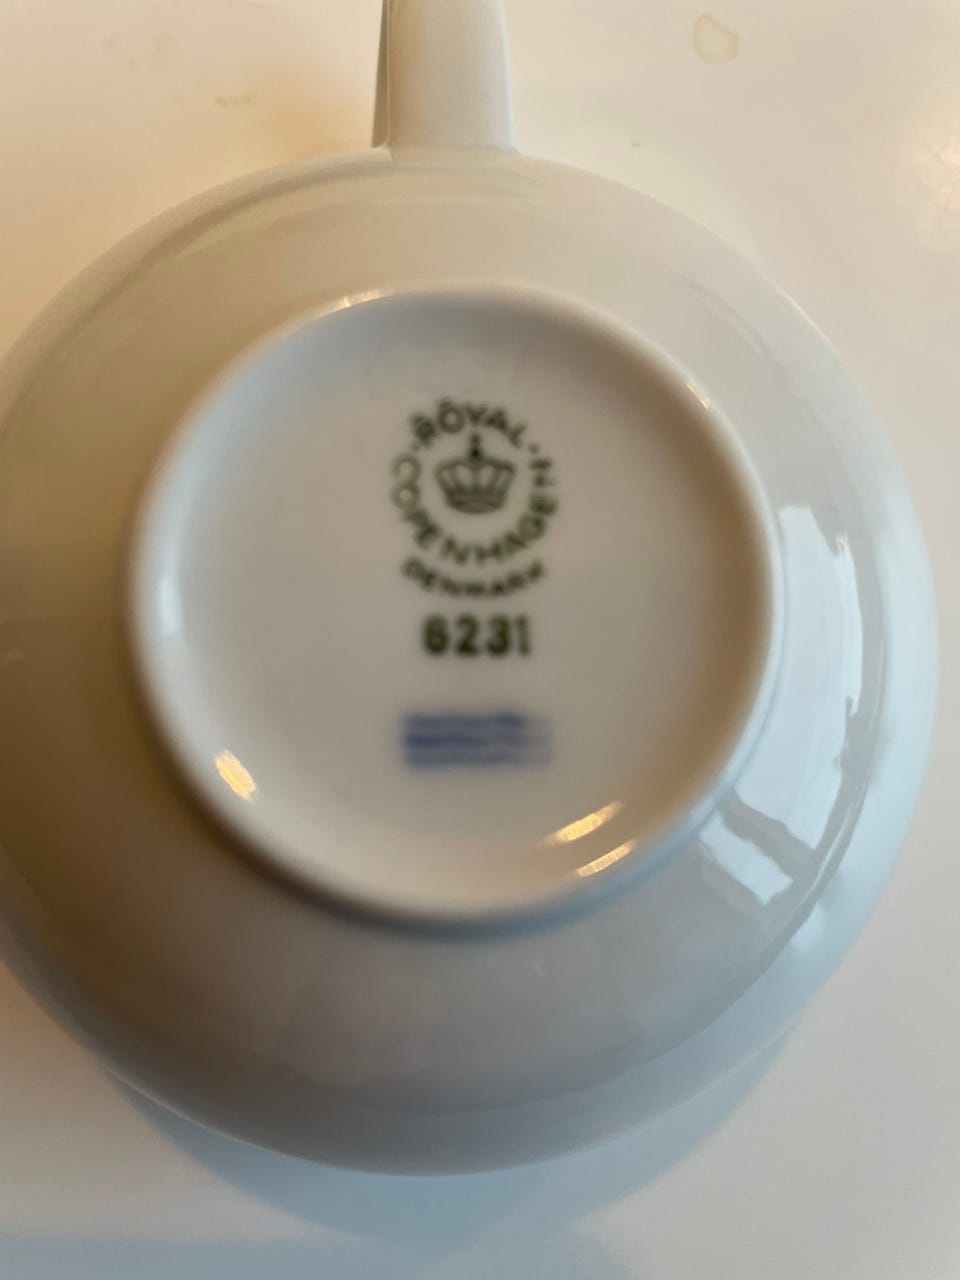 ROYAL
COPENHAGEN
DENMARK
6231